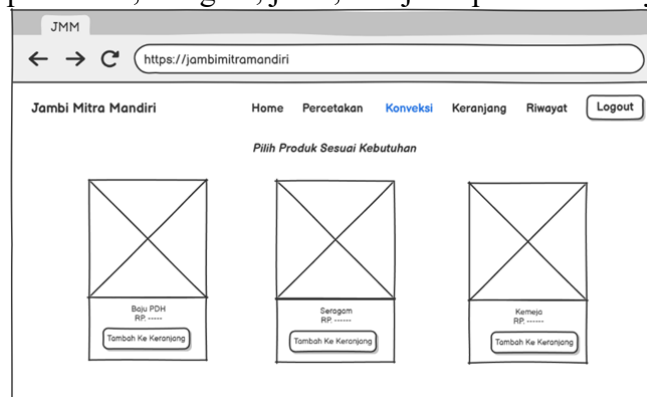 JMM
https://jambimitramandiri
Jambi Mitra Mandiri Home Percetakan Konveksi Keranjang Riwayat Logout
Pilih Produk Sesuai Kebutuhan
Baju PDH
RP. -----
Tambah Ke Keranjang
Seragam
RP. ------
Tambah Ke Keranjang
Kemeja
RP. ------
Tambah Ke Keranjang